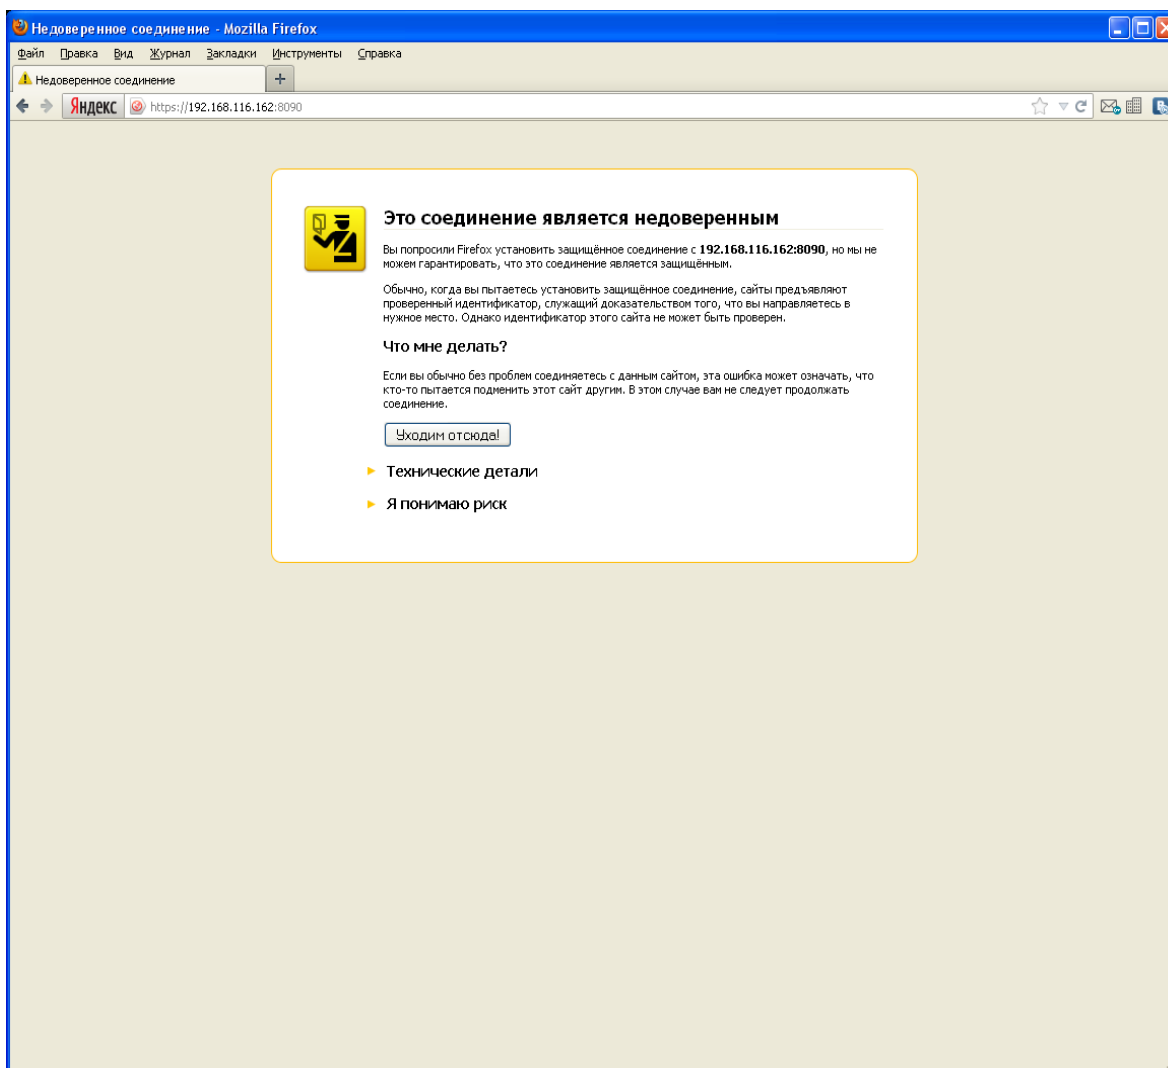 Недоверенное соединение - Mozilla Firefox
Файл Правка Вид Журнал Закладки Инструменты Справка
Недоверенное соединение
Яндекс https://192.168.116.162:8090
Это соединение является недоверенным
Вы попросили Firefox установить защищённое соединение с 192.168.116.162:8090, но мы не
можем гарантировать, что это соединение является защищённым.
Обычно, когда вы пытаетесь установить защищённое соединение, сайты предъявляют
проверенный идентификатор, служащий доказательством того, что вы направляетесь в
нужное место. Однако идентификатор этого сайта не может быть проверен.
Что мне делать?
Если вы обычно без проблем соединяетесь с данным сайтом, эта ошибка может означать, что
кто-то пытается подменить этот сайт другим. В этом случае вам не следует продолжать
соединение.
Уходим отсюда!
Технические детали
Я понимаю риск